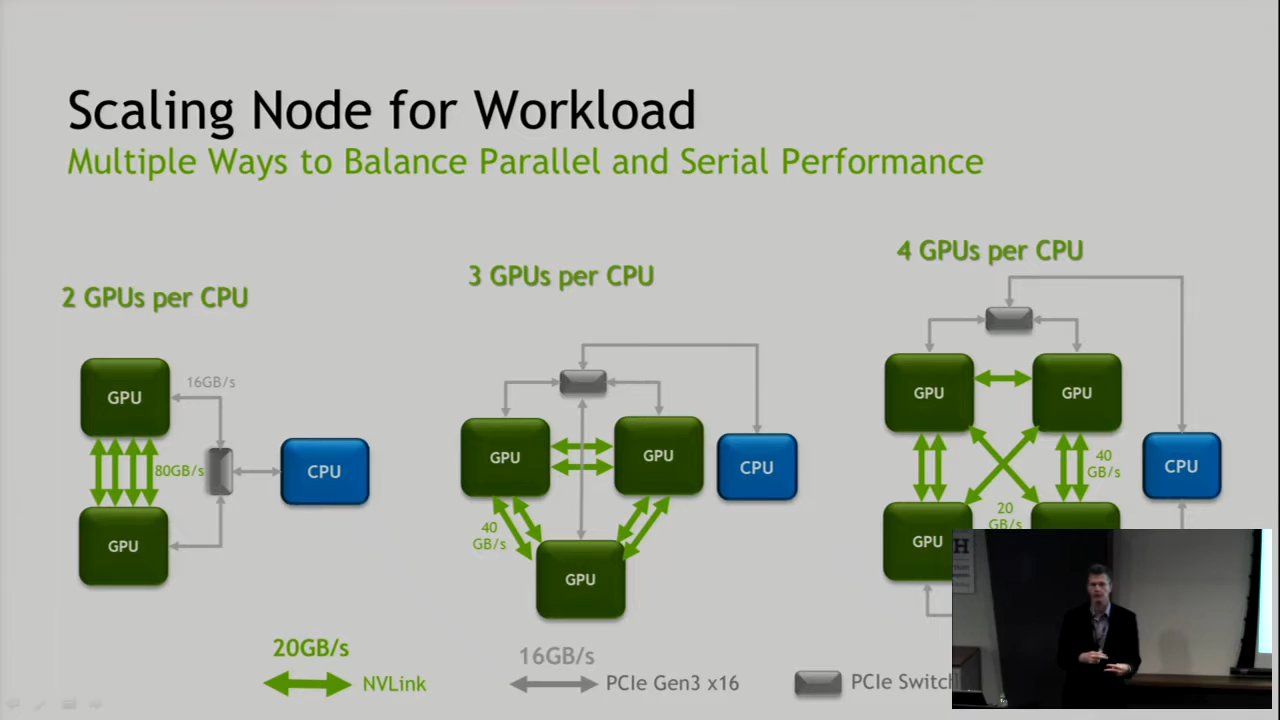 Scaling Node for Workload
Multiple Ways to Balance Parallel and Serial Performance
2 GPUs per CPU
GPU
16GB/s
80GB/s
CPU
GPU
3 GPUs per CPU
GPU
GPU
CPU
40
GB/s
GPU
4 GPUs per CPU
GPU
GPU
40
GB/s
CPU
20
GB/s
GPU
H
20GB/s
NVLink
16GB/s
PCIe Gen3 x16
PCIe Switch